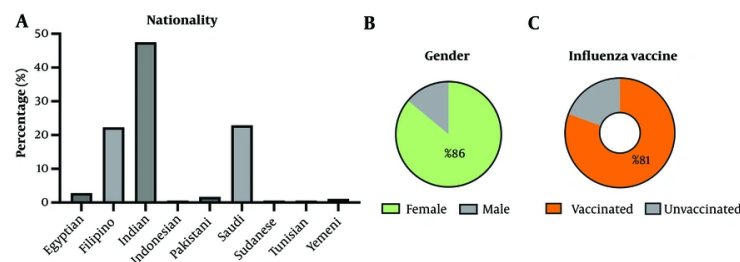 A
Nationality
Percentage (%)
50
40
30
20
10
0
Egyptian
Filipino
Indian
Indonesian
Pakistani
Saudi
Sudanese
Tunisian
Yemeni
B
Gender
%86
Female
Male
C
Influenza vaccine
%81
Vaccinated
Unvaccinated